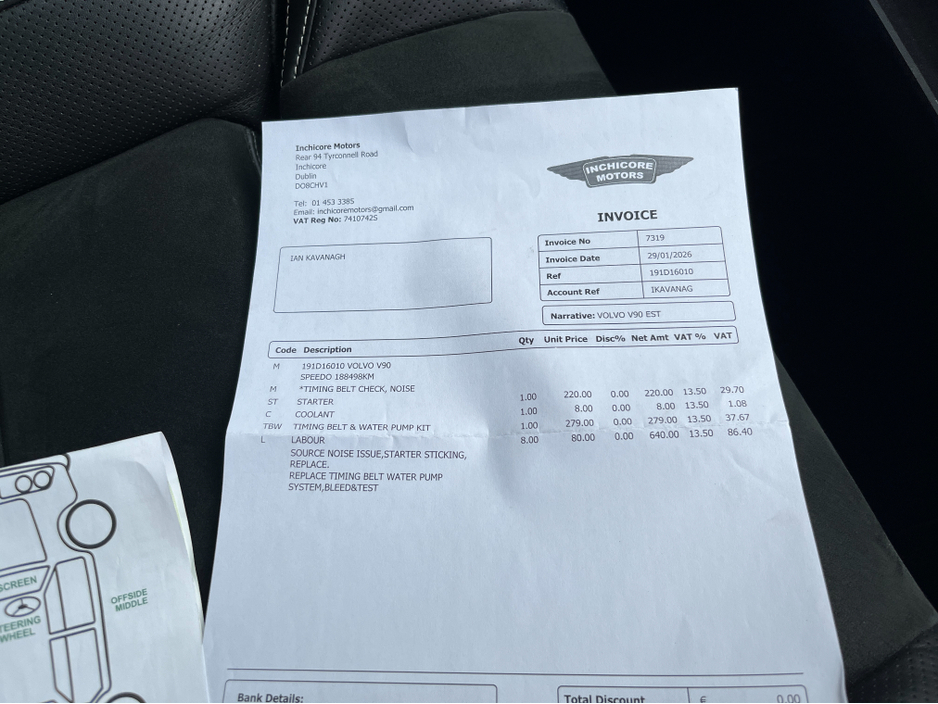 Inchicore Motors
Rear 94 Tyrconnell Road
Inchicore
Dublin
DO8CHV1
Tel: 01 453 3385
Email: inchicoremotors@gmail.com
VAT Reg No: 7410742S
INCHICORE
MOTORS
INVOICE
IAN KAVANAGH
Invoice No 7319
Invoice Date 29/01/2026
Ref 191D16010
Account Ref IKAVANAG
Narrative: VOLVO V90 EST
Code Description Qty Unit Price Disc% Net Amt VAT % VAT
M 191D16010 VOLVO V90
SPEEDO 188498KM
M *TIMING BELT CHECK, NOISE
ST STARTER 1.00 220.00 0.00 220.00 13.50 29.70
C COOLANT 1.00 8.00 0.00 8.00 13.50 1.08
TBW TIMING BELT & WATER PUMP KIT 1.00 279.00 0.00 279.00 13.50 37.67
L LABOUR 8.00 80.00 0.00 640.00 13.50 86.40
SOURCE NOISE ISSUE,STARTER STICKING,
REPLACE.
REPLACE TIMING BELT WATER PUMP
SYSTEM,BLEED&TEST
Bank Details:
Total Discount € 0.00
SCREEN
TEERING
WHEEL
OFFSIDE
MIDDLE